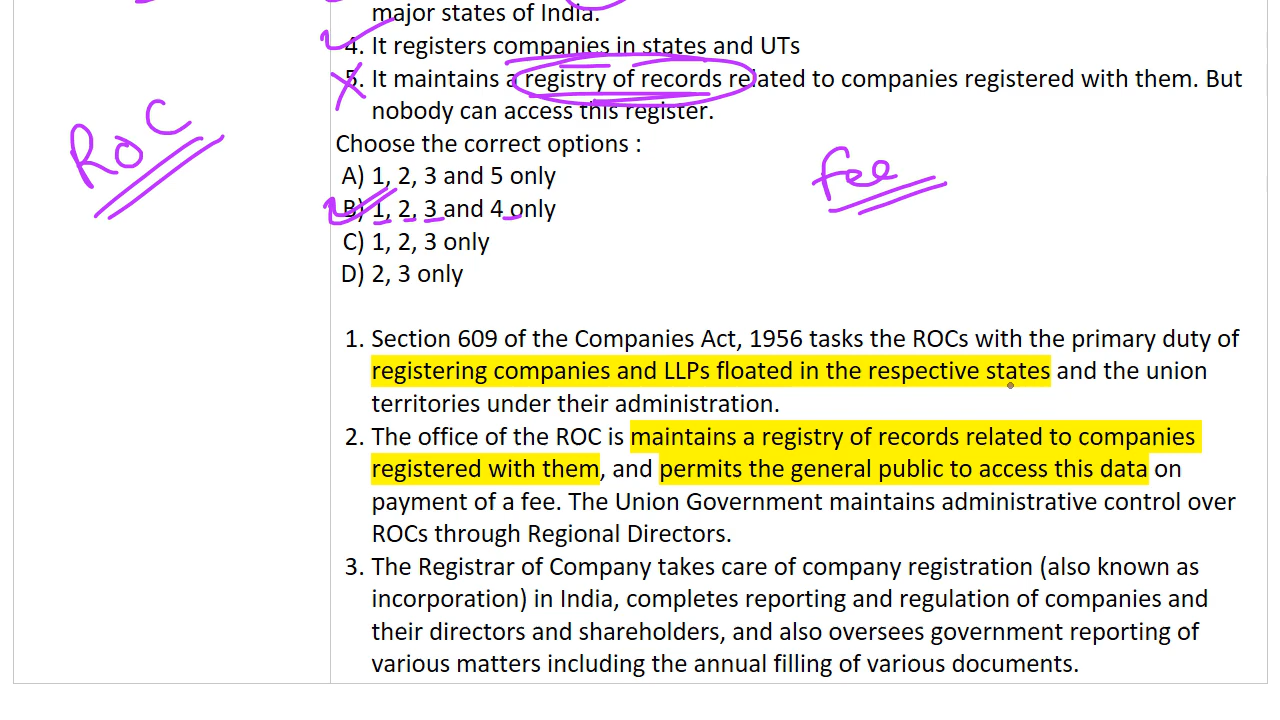 major states of India.
4. It registers companies in states and UTs
5. It maintains a registry of records related to companies registered with them. But
nobody can access this register.
RoC
Choose the correct options :
fee
A) 1, 2, 3 and 5 only
B) 1, 2, 3 and 4 only
C) 1, 2, 3 only
D) 2, 3 only
1. Section 609 of the Companies Act, 1956 tasks the ROCs with the primary duty of
registering companies and LLPs floated in the respective states and the union
territories under their administration.
2. The office of the ROC is maintains a registry of records related to companies
registered with them, and permits the general public to access this data on
payment of a fee. The Union Government maintains administrative control over
ROCs through Regional Directors.
3. The Registrar of Company takes care of company registration (also known as
incorporation) in India, completes reporting and regulation of companies and
their directors and shareholders, and also oversees government reporting of
various matters including the annual filling of various documents.